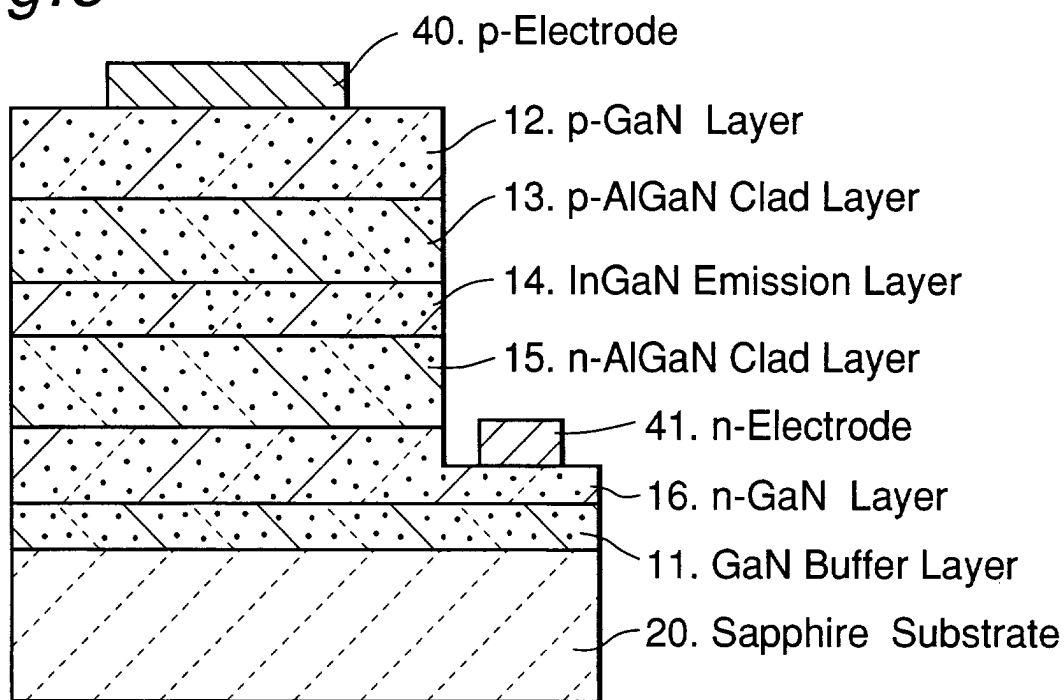 40. p-Electrode
12. p-GaN Layer
13. p-AlGaN Clad Layer
14. InGaN Emission Layer
15. n-AlGaN Clad Layer
41. n-Electrode
16. n-GaN Layer
11. GaN Buffer Layer
20. Sapphire Substrate